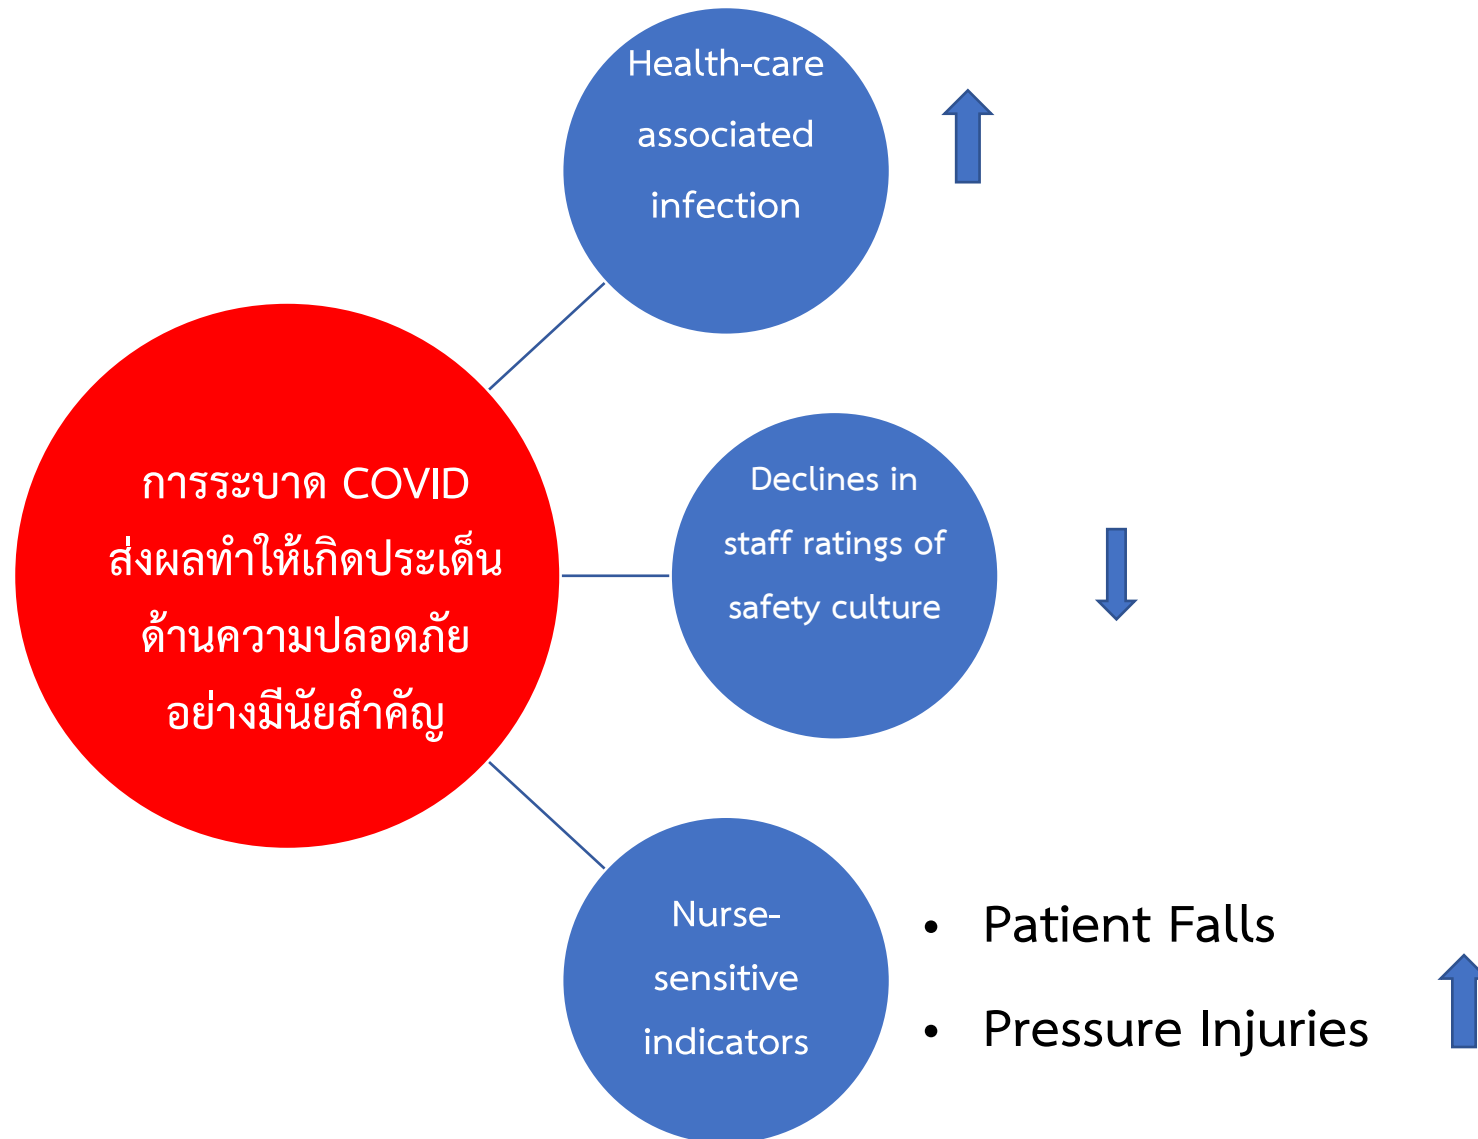 Health-care
associated
infection
การระบาด COVID
ส่งผลทำให้เกิดประเด็น
ด้านความปลอดภัย
อย่างมีนัยสำคัญ
Declines in
staff ratings of
safety culture
Nurse-
sensitive
indicators
• Patient Falls
• Pressure Injuries